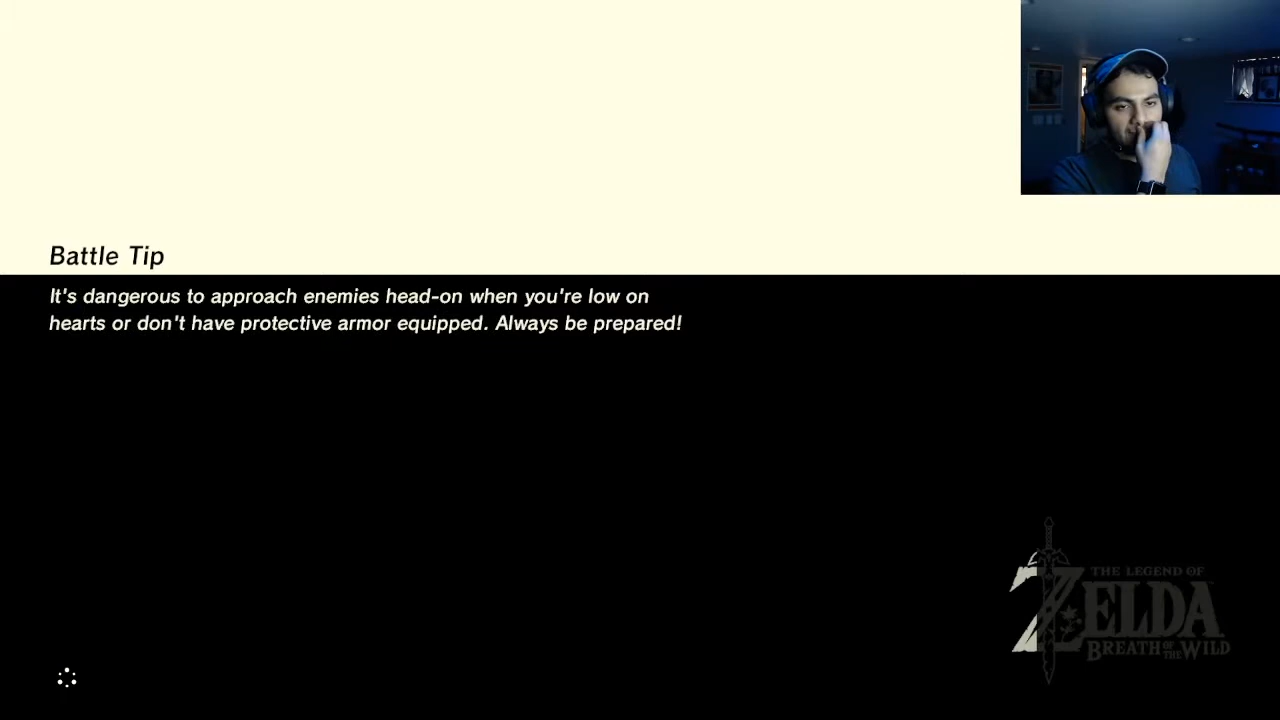 Battle Tip
It's dangerous to approach enemies head-on when you're low on
hearts or don't have protective armor equipped. Always be prepared!
THE LEGEND OF
ZELDA
BREATH OF THE WILD